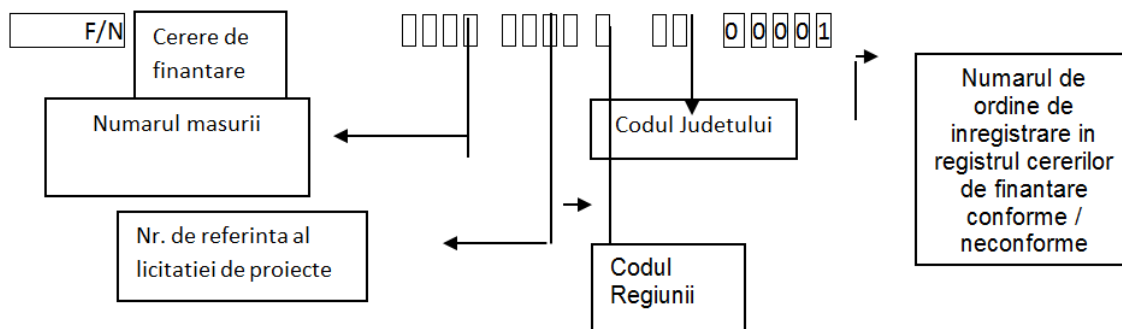 F/N
Cerere de
finantare
0 0 0 0 1
Numarul masurii
Codul Judetului
Numarul de
ordine de
inregistrare in
registrul cererilor
de finantare
conforme /
neconforme
Nr. de referinta al
licitatiei de proiecte
Codul
Regiunii